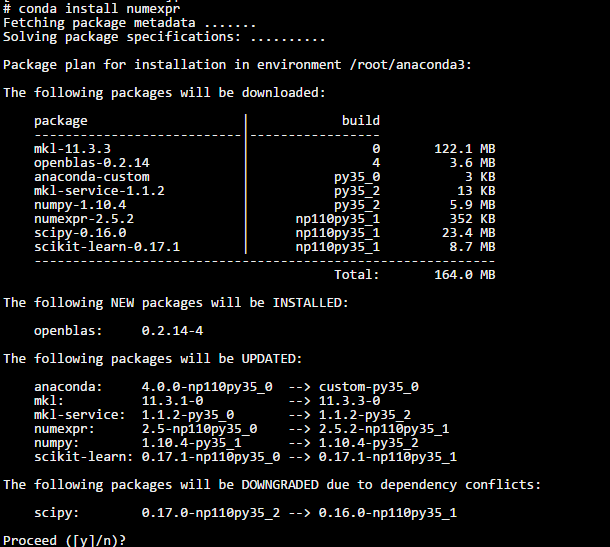 # conda install numexpr
Fetching package metadata .......
Solving package specifications: ..........
Package plan for installation in environment /root/anaconda3:
The following packages will be downloaded:
    package                    |            build
    ---------------------------|-----------------
    mkl-11.3.3                 |                0       122.1 MB
    openblas-0.2.14            |                4         3.6 MB
    anaconda-custom            |           py35_0           3 KB
    mkl-service-1.1.2          |           py35_2          13 KB
    numpy-1.10.4               |           py35_2         5.9 MB
    numexpr-2.5.2              |      np110py35_1         352 KB
    scipy-0.16.0               |      np110py35_1        23.4 MB
    scikit-learn-0.17.1        |      np110py35_1         8.7 MB
    ------------------------------------------------------------
                                           Total:       164.0 MB
The following NEW packages will be INSTALLED:
    openblas:     0.2.14-4
The following packages will be UPDATED:
    anaconda:     4.0.0-np110py35_0  --> custom-py35_0
    mkl:          11.3.1-0           --> 11.3.3-0
    mkl-service:  1.1.2-py35_0       --> 1.1.2-py35_2
    numexpr:      2.5-np110py35_0    --> 2.5.2-np110py35_1
    numpy:        1.10.4-py35_1      --> 1.10.4-py35_2
    scikit-learn: 0.17.1-np110py35_0 --> 0.17.1-np110py35_1
The following packages will be DOWNGRADED due to dependency conflicts:
    scipy:        0.17.0-np110py35_2 --> 0.16.0-np110py35_1
Proceed ([y]/n)?